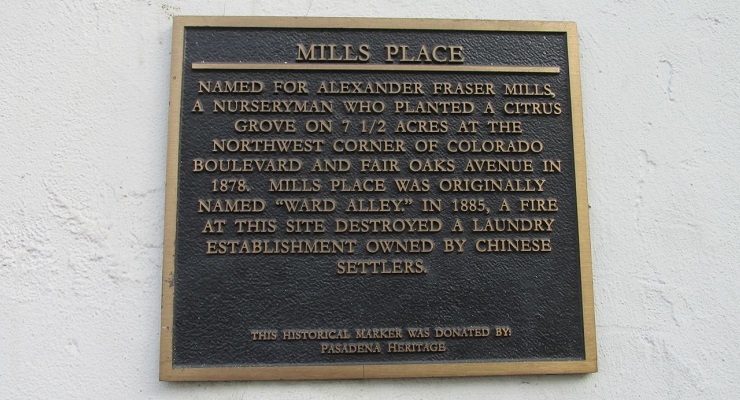 MILLS PLACE
NAMED FOR ALEXANDER FRASER MILLS,
A NURSERYMAN WHO PLANTED A CITRUS
GROVE ON 7 1/2 ACRES AT THE
NORTHWEST CORNER OF COLORADO
BOULEVARD AND FAIR OAKS AVENUE IN
1878. MILLS PLACE WAS ORIGINALLY
NAMED "WARD ALLEY." IN 1885, A FIRE
AT THIS SITE DESTROYED A LAUNDRY
ESTABLISHMENT OWNED BY CHINESE
SETTLERS.
THIS HISTORICAL MARKER WAS DONATED BY:
PASADENA HERITAGE